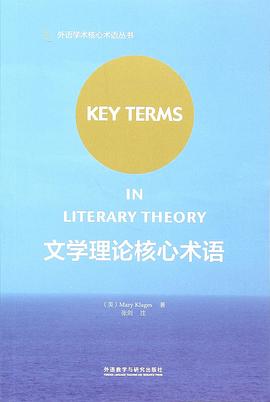 外语学术核心术语丛书
KEY TERMS
IN
LITERARY THEORY
文学理论核心术语
（美）Mary Klages 著
张剑 注
外语教学与研究出版社
FOREIGN LANGUAGE TEACHING AND RESEARCH PRESS